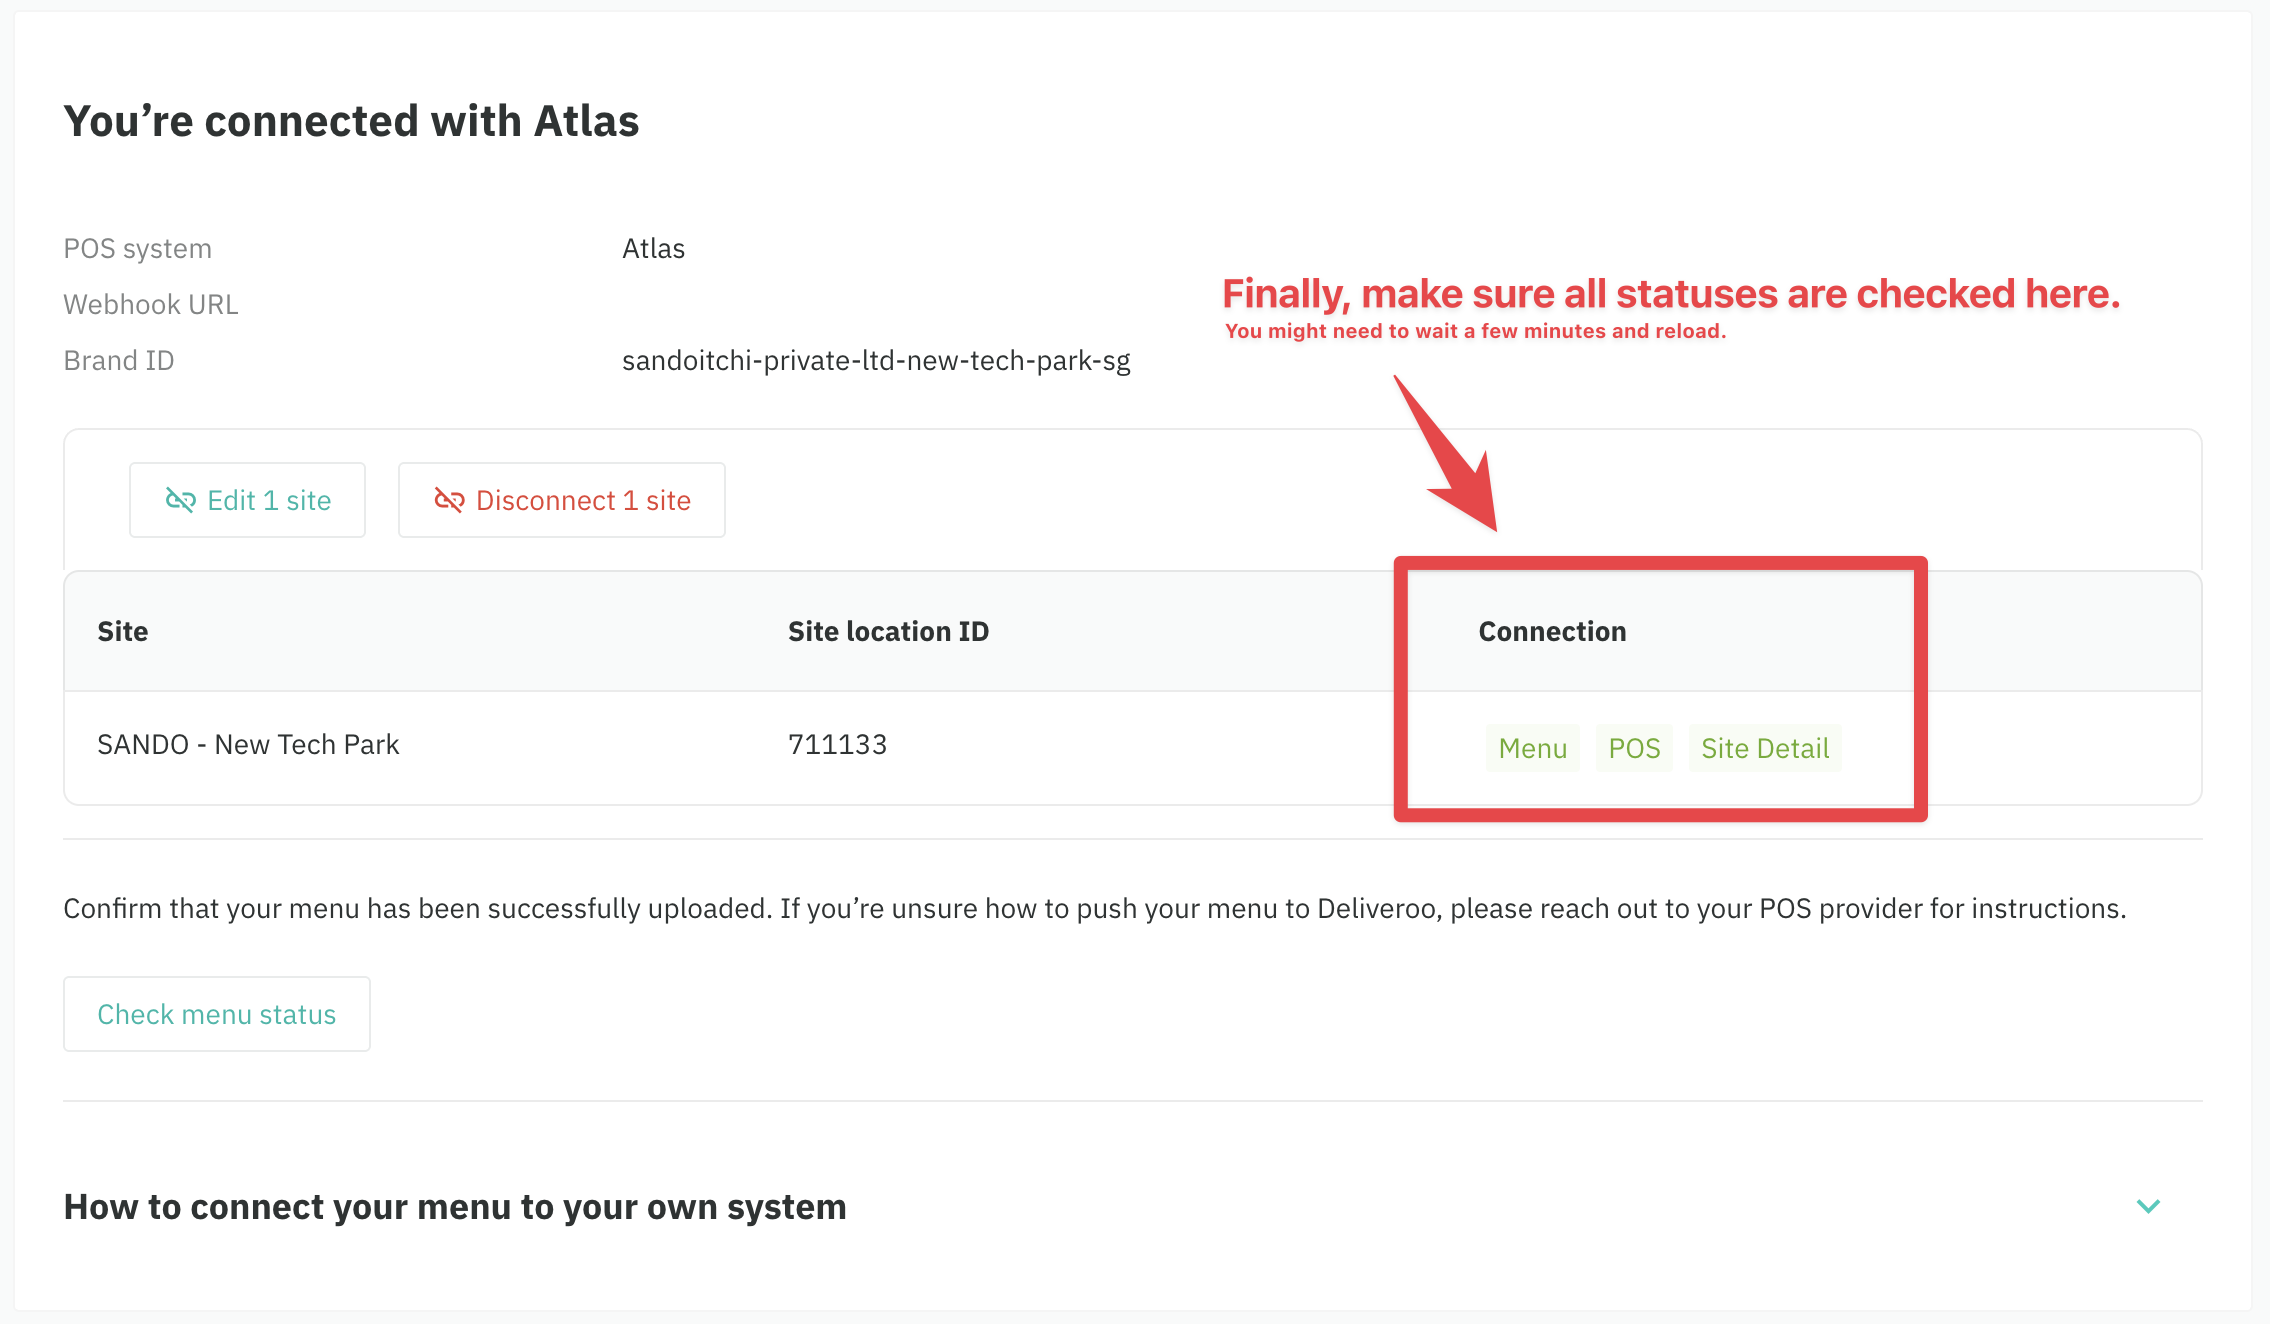 You’re connected with Atlas
POS system Atlas
Webhook URL
Brand ID sandoitchi-private-ltd-new-tech-park-sg
Finally, make sure all statuses are checked here.
You might need to wait a few minutes and reload.
Edit 1 site Disconnect 1 site
Site Site location ID Connection
SANDO - New Tech Park 711133 Menu POS Site Detail
Confirm that your menu has been successfully uploaded. If you’re unsure how to push your menu to Deliveroo, please reach out to your POS provider for instructions.
Check menu status
How to connect your menu to your own system